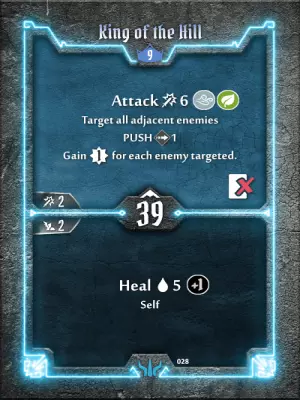 King of the Hill
9
Attack 6
Target all adjacent enemies
PUSH 1
Gain 1 for each enemy targeted.
2
39
2
Heal 5 +1
Self
028